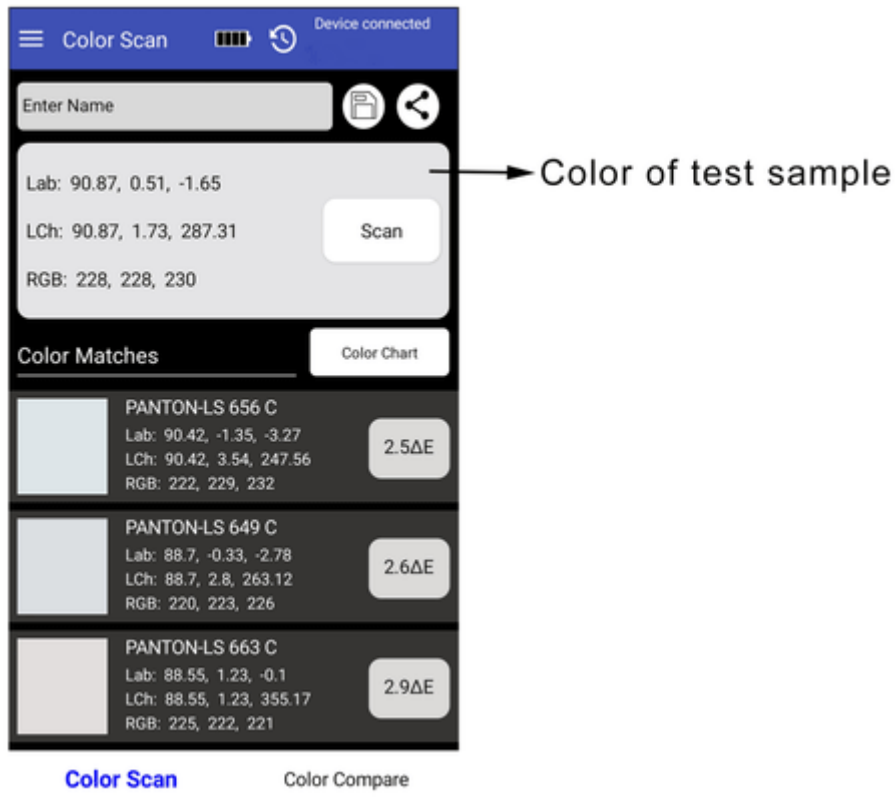 Color Scan
Device connected
Enter Name
Lab: 90.87, 0.51, -1.65
Color of test sample
LCh: 90.87, 1.73, 287.31
Scan
RGB: 228, 228, 230
Color Matches
Color Chart
PANTON-LS 656 C
Lab: 90.42, -1.35, -3.27
LCh: 90.42, 3.54, 247.56
RGB: 222, 229, 232
2.5ΔE
PANTON-LS 649 C
Lab: 88.7, -0.33, -2.78
LCh: 88.7, 2.8, 263.12
RGB: 220, 223, 226
2.6ΔE
PANTON-LS 663 C
Lab: 88.55, 1.23, -0.1
LCh: 88.55, 1.23, 355.17
RGB: 225, 222, 221
2.9ΔE
Color Scan
Color Compare